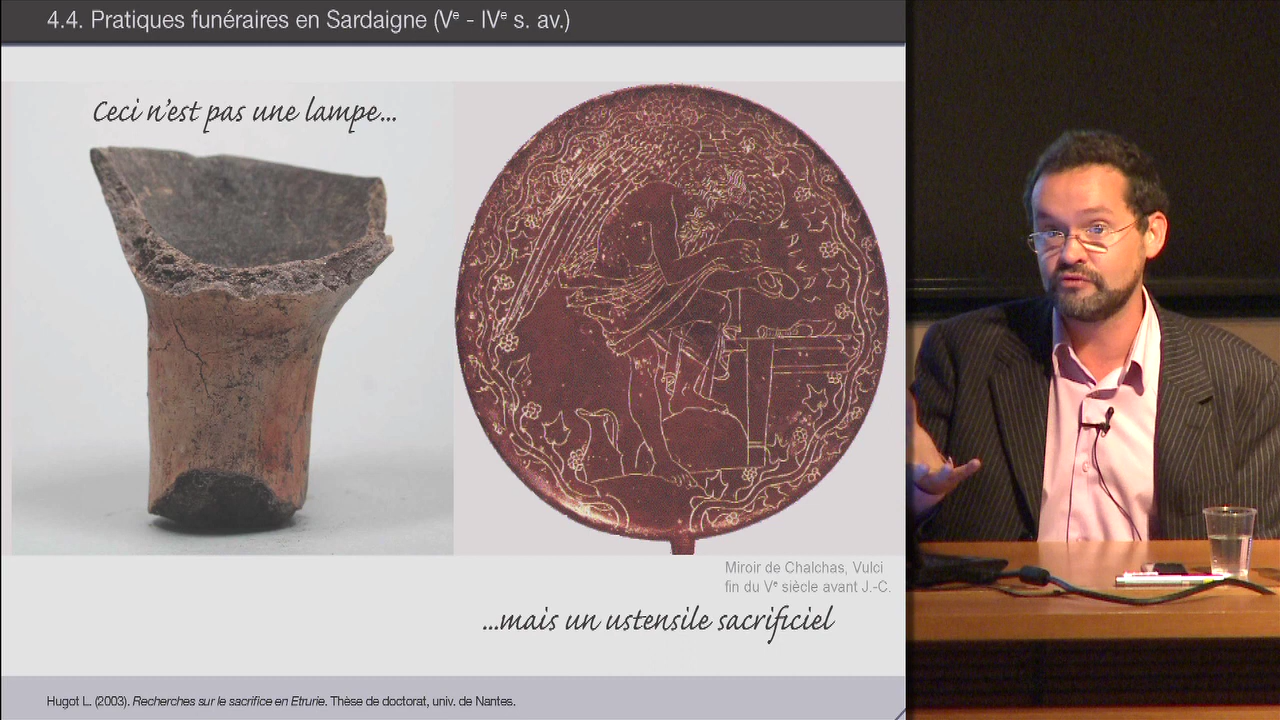 4.4. Pratiques funéraires en Sardaigne (Vᵉ - IVᵉ s. av.)
Ceci n'est pas une lampe...
Miroir de Chalchas, Vulci
fin du Vᵉ siècle avant J.-C.
...mais un ustensile sacrificiel
Hugot L. (2003). Recherches sur le sacrifice en Etrurie. Thèse de doctorat, univ. de Nantes.